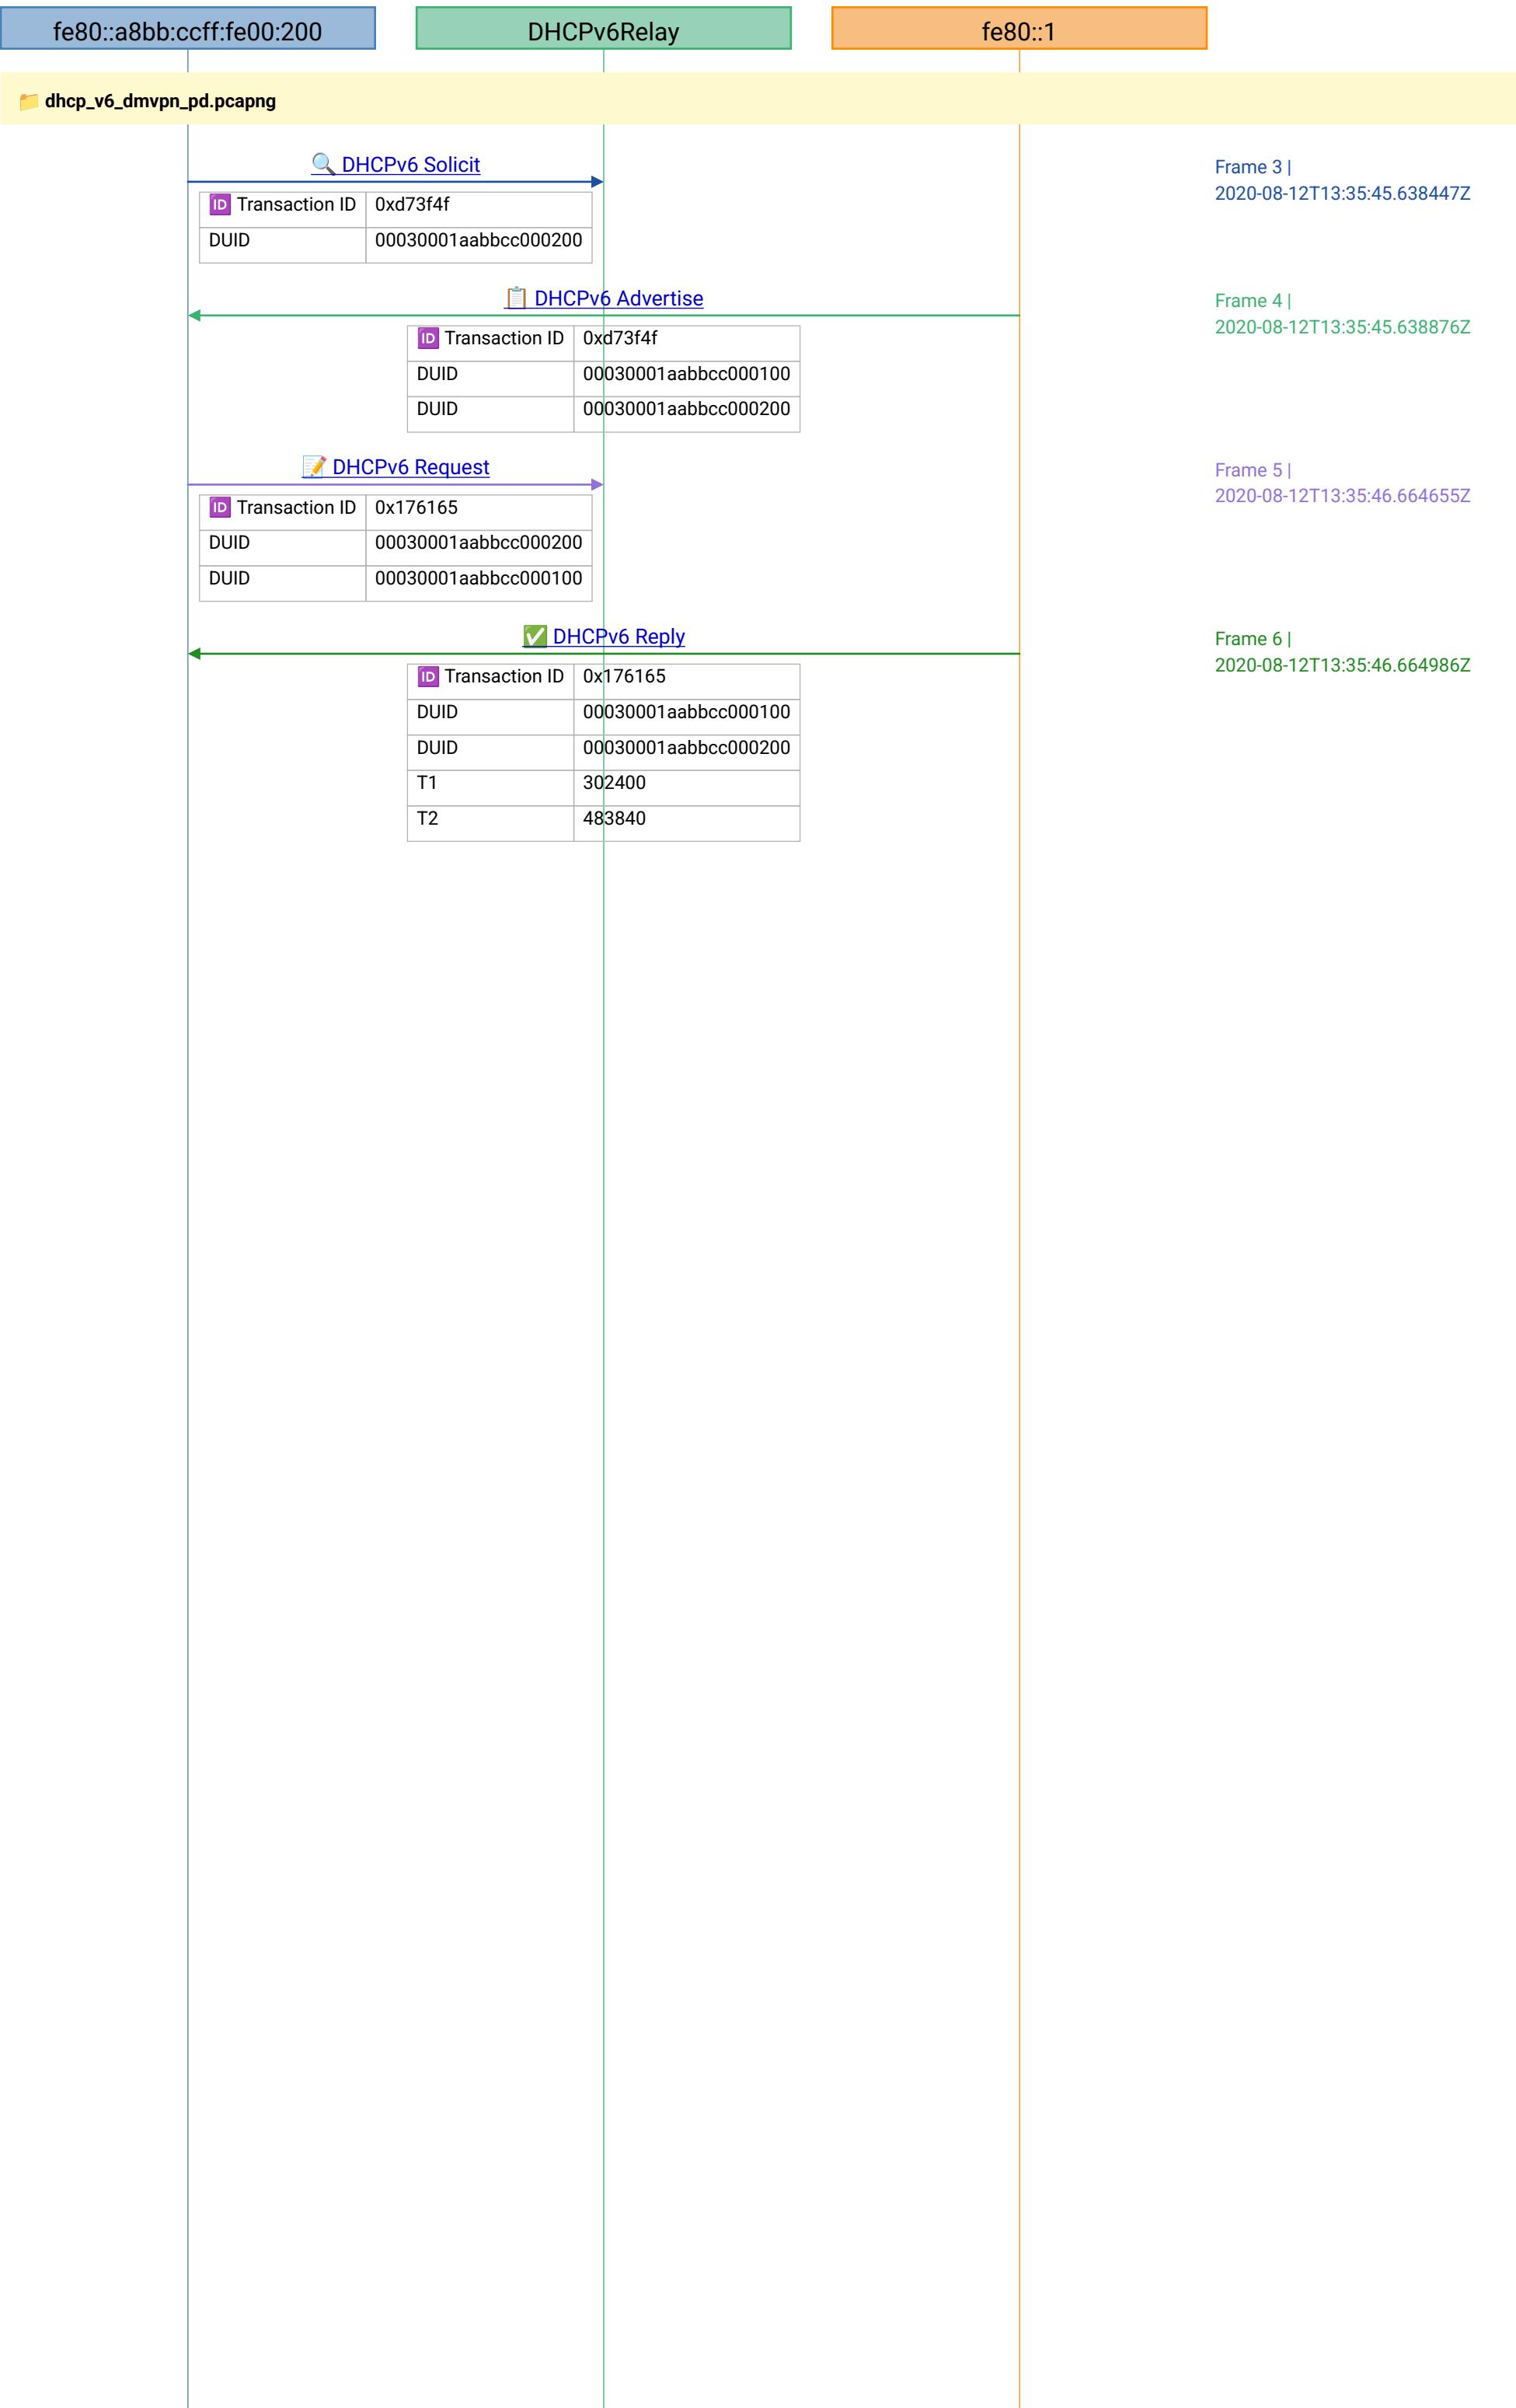 fe80::a8bb:ccff:fe00:200 DHCPv6Relay fe80::1
📁 dhcp_v6_dmvpn_pd.pcapng
🔍 DHCPv6 Solicit
Frame 3 |
2020-08-12T13:35:45.638447Z
🆔 Transaction ID 0xd73f4f
DUID 00030001aabbcc000200
📋 DHCPv6 Advertise
Frame 4 |
2020-08-12T13:35:45.638876Z
🆔 Transaction ID 0xd73f4f
DUID 00030001aabbcc000100
DUID 00030001aabbcc000200
📝 DHCPv6 Request
Frame 5 |
2020-08-12T13:35:46.664655Z
🆔 Transaction ID 0x176165
DUID 00030001aabbcc000200
DUID 00030001aabbcc000100
✅ DHCPv6 Reply
Frame 6 |
2020-08-12T13:35:46.664986Z
🆔 Transaction ID 0x176165
DUID 00030001aabbcc000100
DUID 00030001aabbcc000200
T1 302400
T2 483840